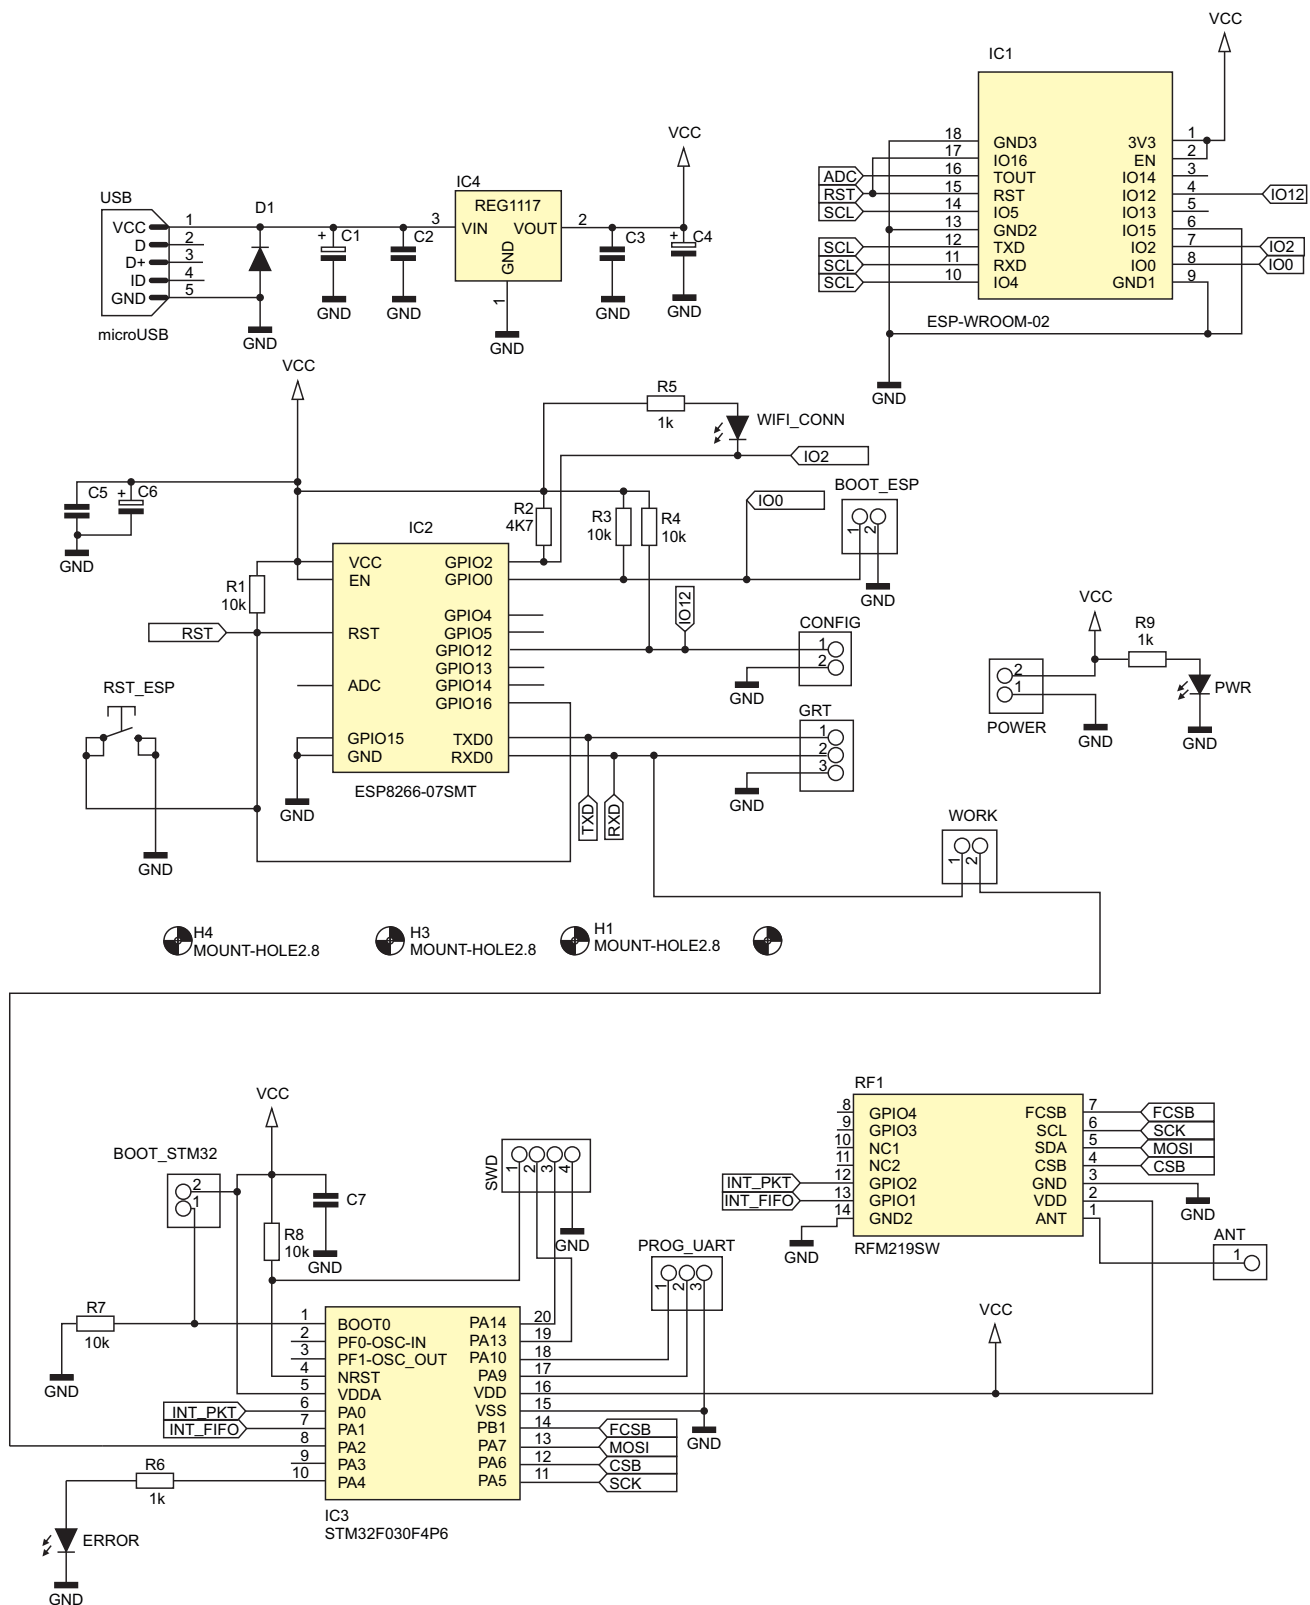 VCC
IC1
18 GND3 3V3 1
17 IO16 EN 2
ADC 16 TOUT IO14 3
RST 15 RST IO12 4 IO12
SCL 14 IO5 IO13 5
13 GND2 IO15 6
SCL 12 TXD IO2 7 IO2
SCL 11 RXD IO0 8 IO0
SCL 10 IO4 GND1 9
ESP-WROOM-02
GND
VCC
IC4
REG1117
3 VIN VOUT 2
GND
1
GND
USB
VCC 1
D 2
D+ 3
ID 4
GND 5
microUSB
D1
GND
+ C1
GND
C2
GND
C3
GND
+ C4
GND
VCC
R5
1k
WIFI_CONN
IO2
C5 + C6
GND
R2
4K7
R3
10k
R4
10k
IO0
BOOT_ESP
1 2
GND
IC2
R1
10k
VCC GPIO2
EN GPIO0
GPIO4
RST RST GPIO5
GPIO12
GPIO13
ADC GPIO14
GPIO16
GPIO15 TXD0
GND RXD0
ESP8266-07SMT
GND
IO12
CONFIG
1
2
GND
GRT
1
2
3
GND
TXD
RXD
RST_ESP
GND
VCC
R9
1k
2
1
POWER
GND
PWR
GND
WORK
1 2
H4
MOUNT-HOLE2.8
H3
MOUNT-HOLE2.8
H1
MOUNT-HOLE2.8
VCC
BOOT_STM32
2
1
C7
GND
R8
10k
SWD
1 2 3 4
GND
PROG_UART
1 2 3
RF1
8 GPIO4 FCSB 7 FCSB
9 GPIO3 SCL 6 SCK
10 NC1 SDA 5 MOSI
11 NC2 CSB 4 CSB
INT_PKT 12 GPIO2 GND 3
INT_FIFO 13 GPIO1 VDD 2
14 GND2 ANT 1
RFM219SW
GND
GND
ANT
1
VCC
R7
10k
GND
1 BOOT0 PA14 20
2 PF0-OSC-IN PA13 19
3 PF1-OSC_OUT PA10 18
4 NRST PA9 17
5 VDDA VDD 16
INT_PKT 6 PA0 VSS 15
INT_FIFO 7 PA1 PB1 14 FCSB
8 PA2 PA7 13 MOSI
9 PA3 PA6 12 CSB
10 PA4 PA5 11 SCK
GND
IC3
STM32F030F4P6
R6
1k
ERROR
GND